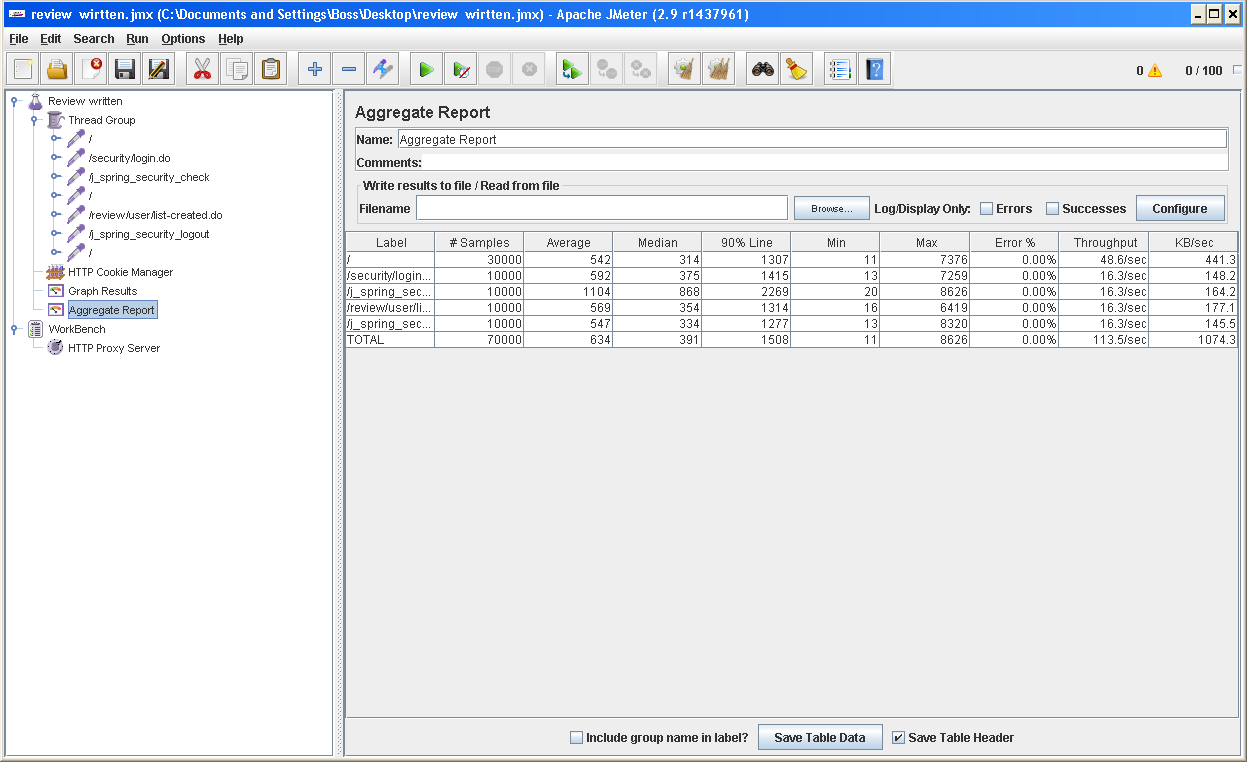 review  wirtten.jmx (C:\Documents and Settings\Boss\Desktop\review  wirtten.jmx) - Apache JMeter (2.9 r1437961)
File Edit Search Run Options Help
0 0 / 100
Review written
Thread Group
/
/security/login.do
/j_spring_security_check
/
/review/user/list-created.do
/j_spring_security_logout
/
HTTP Cookie Manager
Graph Results
Aggregate Report
WorkBench
HTTP Proxy Server
Aggregate Report
Name: Aggregate Report
Comments:
Write results to file / Read from file
Filename Browse... Log/Display Only: Errors Successes Configure
Label # Samples Average Median 90% Line Min Max Error % Throughput KB/sec
/ 30000 542 314 1307 11 7376 0.00% 48.6/sec 441.3
/security/login... 10000 592 375 1415 13 7259 0.00% 16.3/sec 148.2
/j_spring_sec... 10000 1104 868 2269 20 8626 0.00% 16.3/sec 164.2
/review/user/li... 10000 569 354 1314 16 6419 0.00% 16.3/sec 177.1
/j_spring_sec... 10000 547 334 1277 13 8320 0.00% 16.3/sec 145.5
TOTAL 70000 634 391 1508 11 8626 0.00% 113.5/sec 1074.3
Include group name in label? Save Table Data Save Table Header